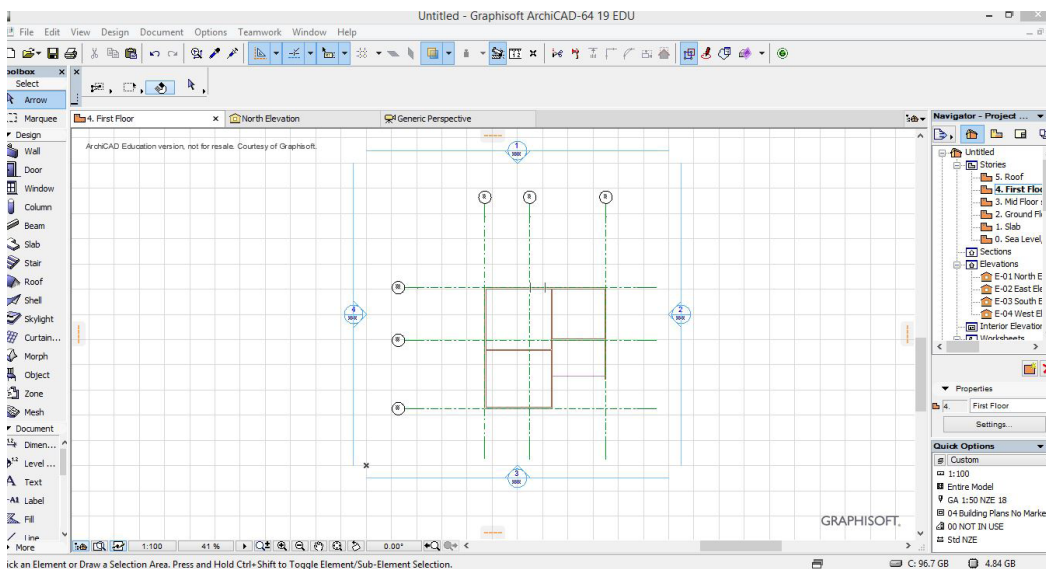 Untitled - Graphisoft ArchiCAD-64 19 EDU
File Edit View Design Document Options Teamwork Window Help
oolbox
Select
Arrow
Marquee
Design
Wall
Door
Window
Column
Beam
Slab
Stair
Roof
Shell
Skylight
Curtain...
Morph
Object
Zone
Mesh
Document
Dimen...
Level ...
Text
A1 Label
Fill
Line
More
4. First Floor
North Elevation
Generic Perspective
ArchiCAD Education version, not for resale. Courtesy of Graphisoft.
1
4
2
3
GRAPHISOFT.
1:100
41 %
0.00°
Navigator - Project ...
Untitled
Stories
5. Roof
4. First Floo
3. Mid Floor
2. Ground Fl
1. Slab
0. Sea Level,
Sections
Elevations
E-01 North E
E-02 East Ele
E-03 South E
E-04 West El
Interior Elevation
Worksheets
Properties
4. First Floor
Settings...
Quick Options
Custom
1:100
Entire Model
GA 1:50 NZE 18
04 Building Plans No Marke
00 NOT IN USE
Std NZE
ick an Element or Draw a Selection Area. Press and Hold Ctrl+Shift to Toggle Element/Sub-Element Selection.
C: 96.7 GB
4.84 GB